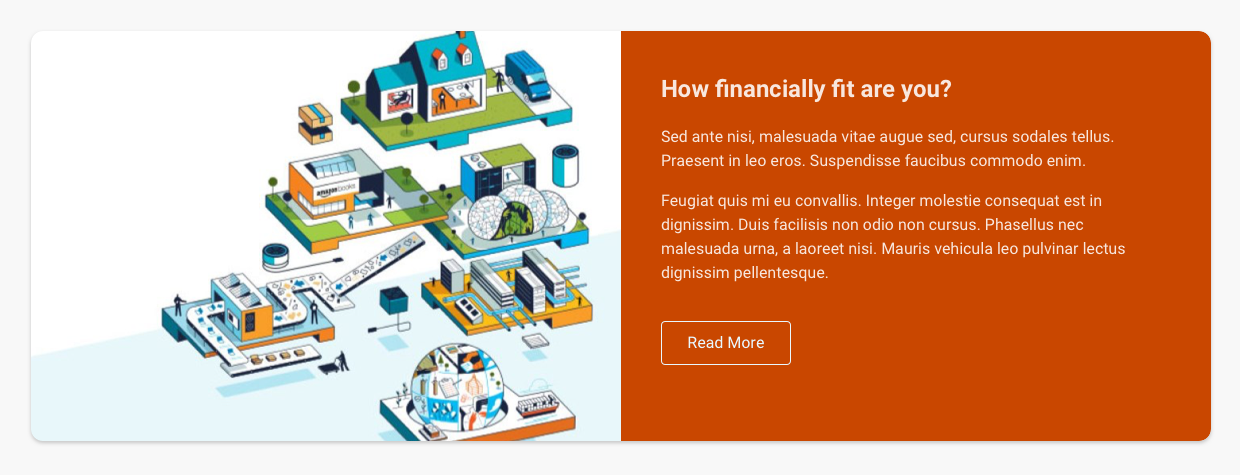 amazonbooks
How financially fit are you?
Sed ante nisi, malesuada vitae augue sed, cursus sodales tellus.
Praesent in leo eros. Suspendisse faucibus commodo enim.
Feugiat quis mi eu convallis. Integer molestie consequat est in
dignissim. Duis facilisis non odio non cursus. Phasellus nec
malesuada urna, a laoreet nisi. Mauris vehicula leo pulvinar lectus
dignissim pellentesque.
Read More